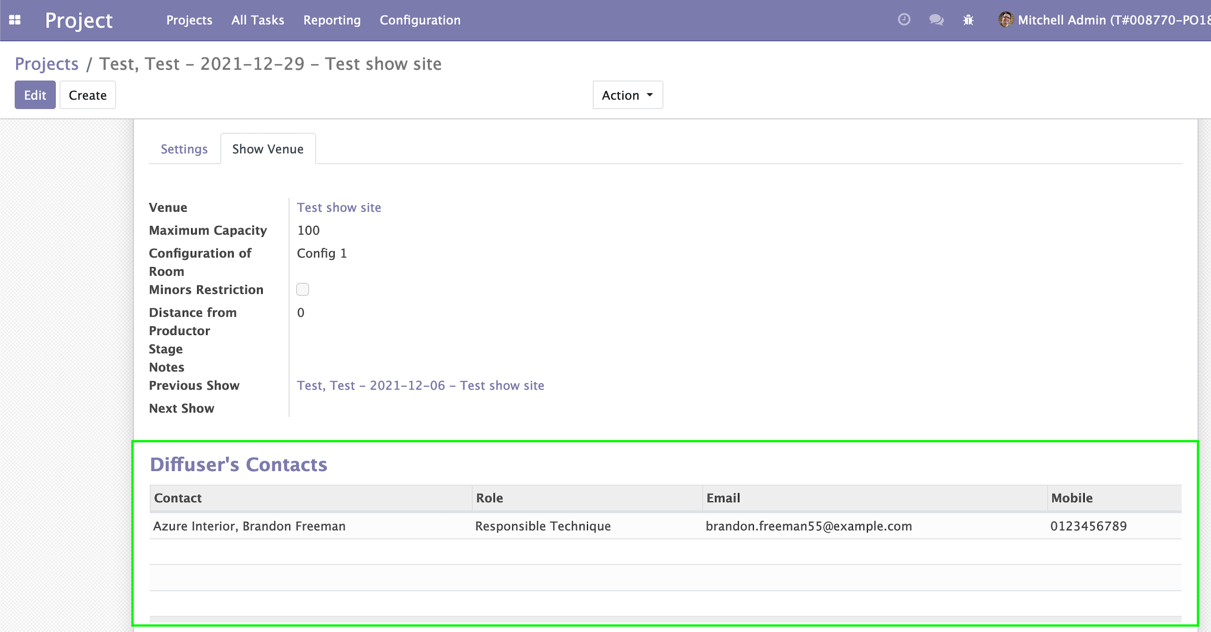 Project Projects All Tasks Reporting Configuration Mitchell Admin (T#008770-PO18
Projects / Test, Test - 2021-12-29 - Test show site
Edit Create Action
Settings Show Venue
Venue Test show site
Maximum Capacity 100
Configuration of Config 1
Room
Minors Restriction
Distance from 0
Productor
Stage
Notes
Previous Show Test, Test - 2021-12-06 - Test show site
Next Show
Diffuser's Contacts
Contact Role Email Mobile
Azure Interior, Brandon Freeman Responsible Technique brandon.freeman55@example.com 0123456789